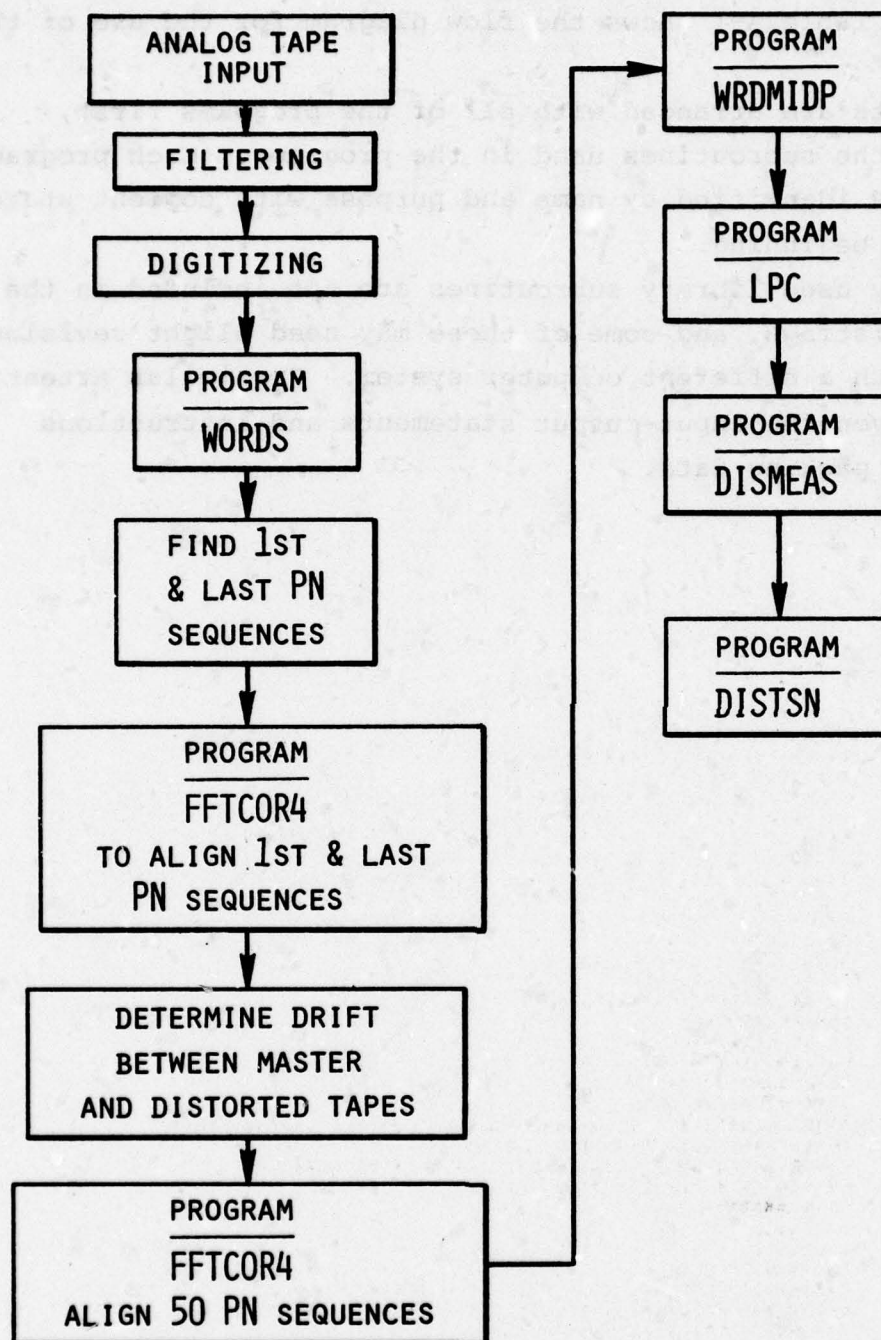 ANALOG TAPE
INPUT
FILTERING
DIGITIZING
PROGRAM
WORDS
FIND 1ST
& LAST PN
SEQUENCES
PROGRAM
FFTCOR4
TO ALIGN 1ST & LAST
PN SEQUENCES
DETERMINE DRIFT
BETWEEN MASTER
AND DISTORTED TAPES
PROGRAM
FFTCOR4
ALIGN 50 PN SEQUENCES
PROGRAM
WRDMIDP
PROGRAM
LPC
PROGRAM
DISMEAS
PROGRAM
DISTSN